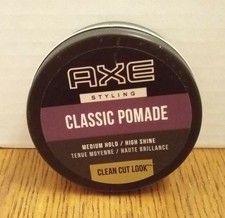 AXE
STYLING
CLASSIC POMADE
MEDIUM HOLD / HIGH SHINE
TENUE MOYENNE / HAUTE BRILLANCE
CLEAN CUT LOOK